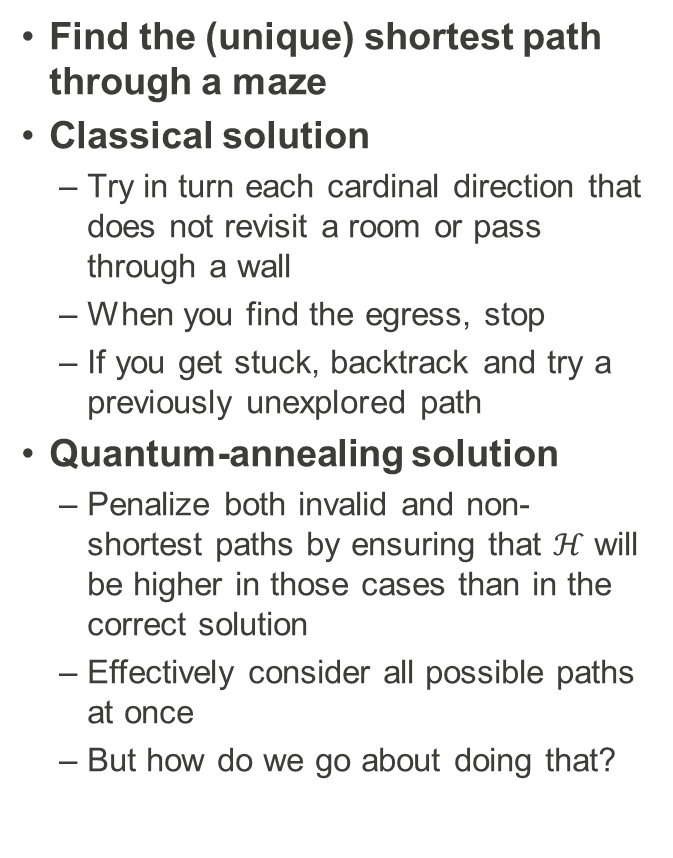 • Find the (unique) shortest path
through a maze
• Classical solution
– Try in turn each cardinal direction that
does not revisit a room or pass
through a wall
– When you find the egress, stop
– If you get stuck, backtrack and try a
previously unexplored path
• Quantum-annealing solution
– Penalize both invalid and non-
shortest paths by ensuring that ℋ will
be higher in those cases than in the
correct solution
– Effectively consider all possible paths
at once
– But how do we go about doing that?